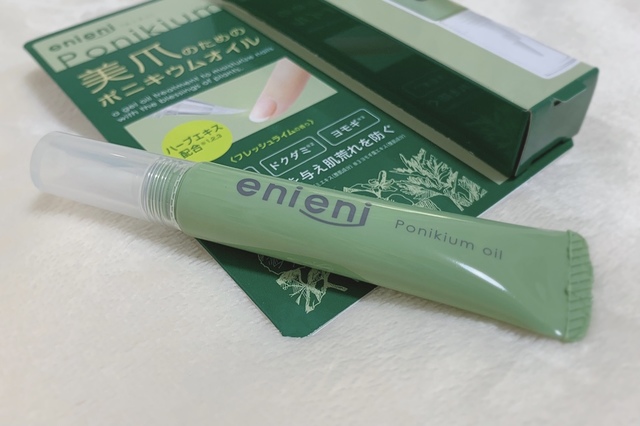 enieni
Ponikium
美爪のための
ポニキウムオイル
a gel oil treatment to moisturize nails
with the blessings of plants.
ハーブエキス
配合
〈フレッシュライムの香り〉
ドクダミ
ヨモギ
を与え肌荒れを防ぐ
enieni
Ponikium oil